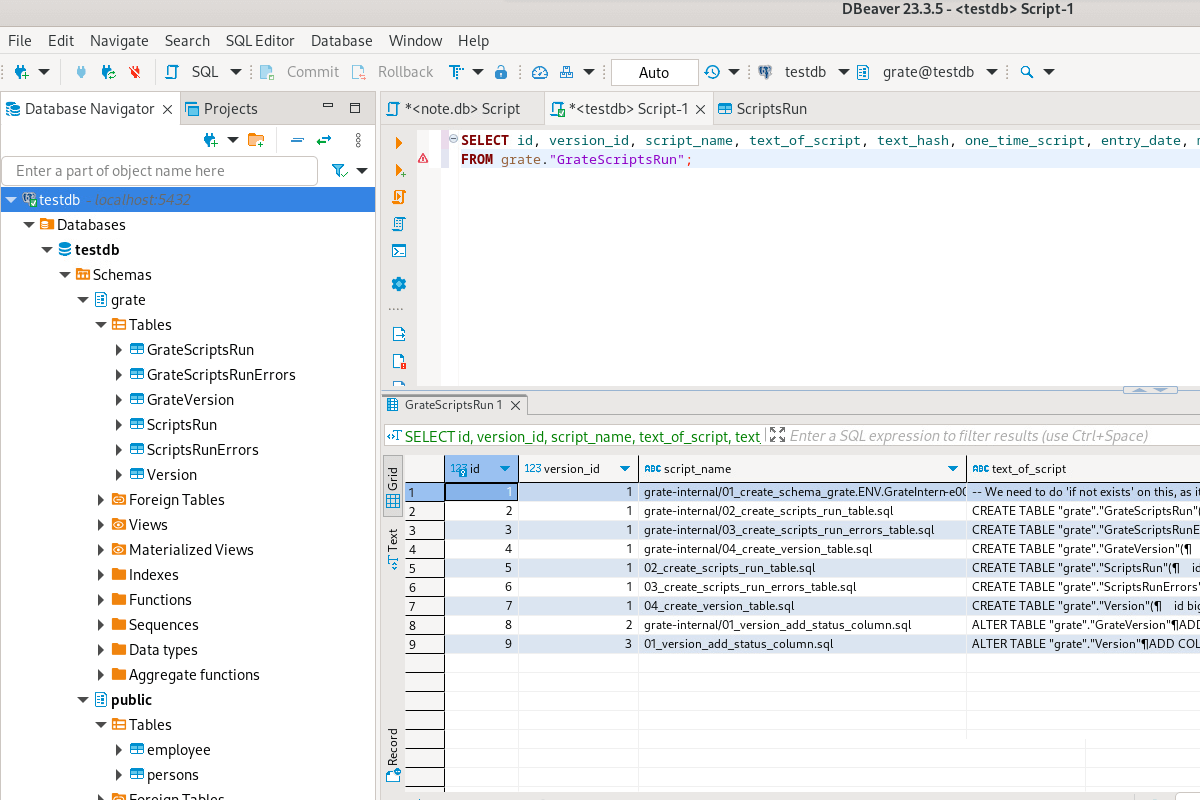 DBeaver 23.3.5 - <testdb> Script-1
File Edit Navigate Search SQL Editor Database Window Help
SQL Commit Rollback Auto testdb grate@testdb
Database Navigator Projects
*<note.db> Script *<testdb> Script-1 ScriptsRun
Enter a part of object name here
testdb - localhost:5432
Databases
testdb
Schemas
grate
Tables
GrateScriptsRun
GrateScriptsRunErrors
GrateVersion
ScriptsRun
ScriptsRunErrors
Version
Foreign Tables
Views
Materialized Views
Indexes
Functions
Sequences
Data types
Aggregate functions
public
Tables
employee
persons
Foreign Tables
SELECT id, version_id, script_name, text_of_script, text_hash, one_time_script, entry_date,
FROM grate."GrateScriptsRun";
GrateScriptsRun 1
SELECT id, version_id, script_name, text_of_script, text
Enter a SQL expression to filter results (use Ctrl+Space)
Grid
Text
Record
123 id 123 version_id ABC script_name ABC text_of_script
1 1 1 grate-internal/01_create_schema_grate.ENV.GrateIntern-e00 -- We need to do 'if not exists' on this, as it
2 2 1 grate-internal/02_create_scripts_run_table.sql CREATE TABLE "grate"."GrateScriptsRun"(
3 3 1 grate-internal/03_create_scripts_run_errors_table.sql CREATE TABLE "grate"."GrateScriptsRunE
4 4 1 grate-internal/04_create_version_table.sql CREATE TABLE "grate"."GrateVersion"(¶
5 5 1 02_create_scripts_run_table.sql CREATE TABLE "grate"."ScriptsRun"(¶ id
6 6 1 03_create_scripts_run_errors_table.sql CREATE TABLE "grate"."ScriptsRunErrors"
7 7 1 04_create_version_table.sql CREATE TABLE "grate"."Version"(¶ id big
8 8 2 grate-internal/01_version_add_status_column.sql ALTER TABLE "grate"."GrateVersion"¶ADD
9 9 3 01_version_add_status_column.sql ALTER TABLE "grate"."Version"¶ADD COL